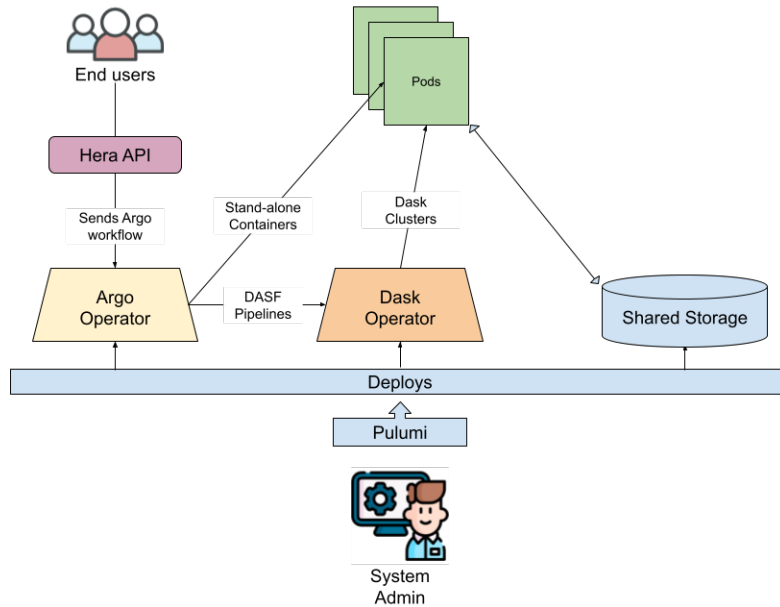 End users
Pods
Hera API
Sends Argo
workflow
Stand-alone
Containers
Dask
Clusters
Argo
Operator
DASF
Pipelines
Dask
Operator
Shared Storage
Deploys
Pulumi
System
Admin